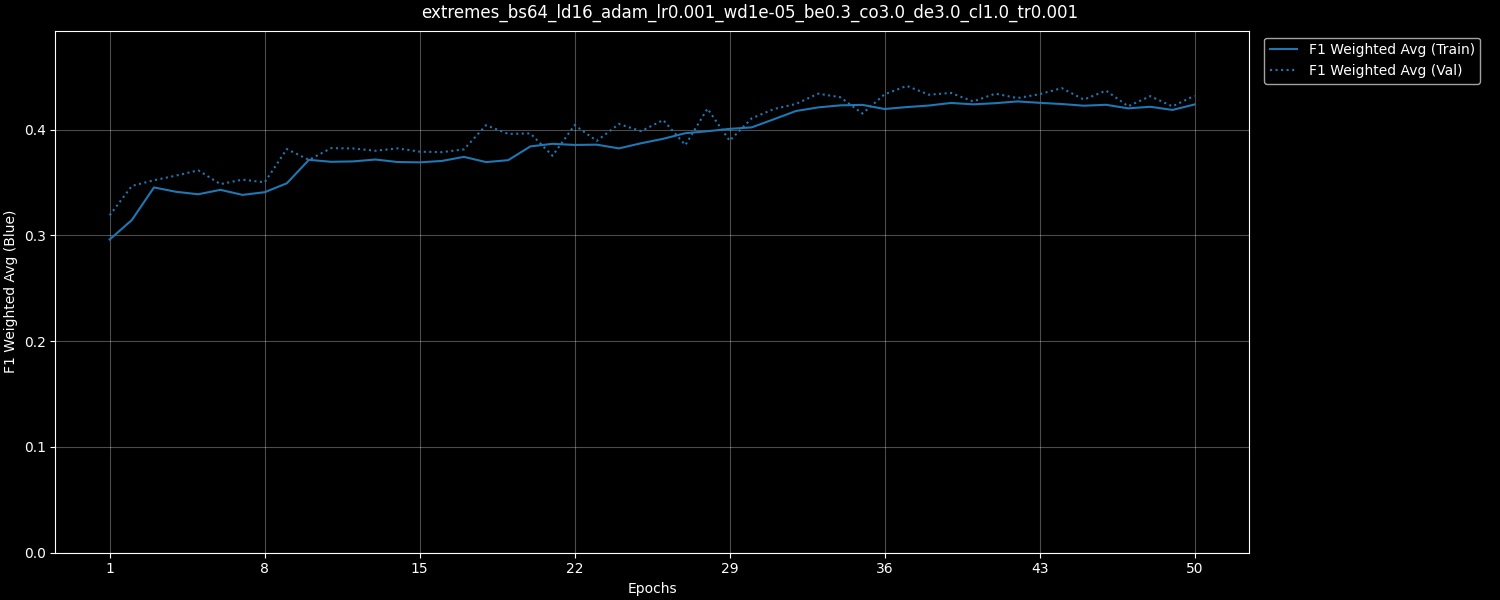 extremes_bs64_ld16_adam_lr0.001_wd1e-05_be0.3_co3.0_de3.0_cl1.0_tr0.001
F1 Weighted Avg (Train)
F1 Weighted Avg (Val)
F1 Weighted Avg (Blue)
0.4
0.3
0.2
0.1
0.0
1 8 15 22 29 36 43 50
Epochs